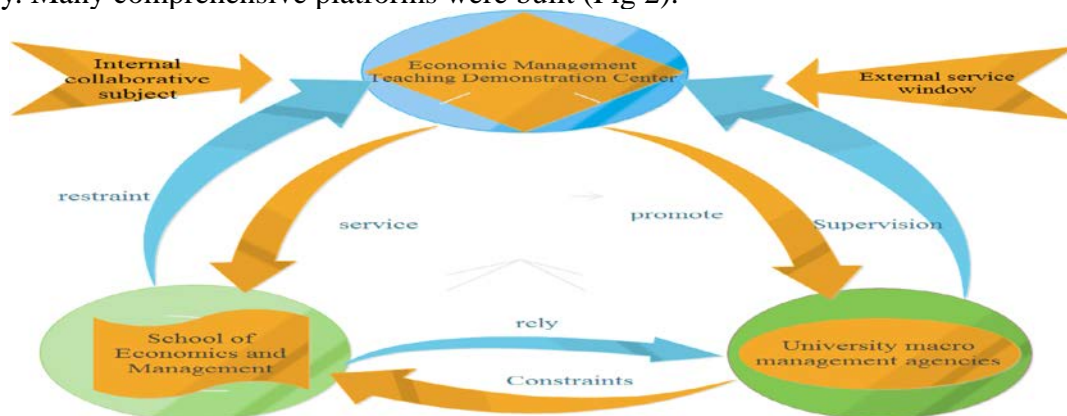 y. Many comprehensive platforms were built (Fig 2).
Internal
collaborative
subject
Economic Management
Teaching Demonstration Center
External service
window
restraint
service
promote
Supervision
School of
Economics and
Management
rely
Constraints
University macro
management agencies